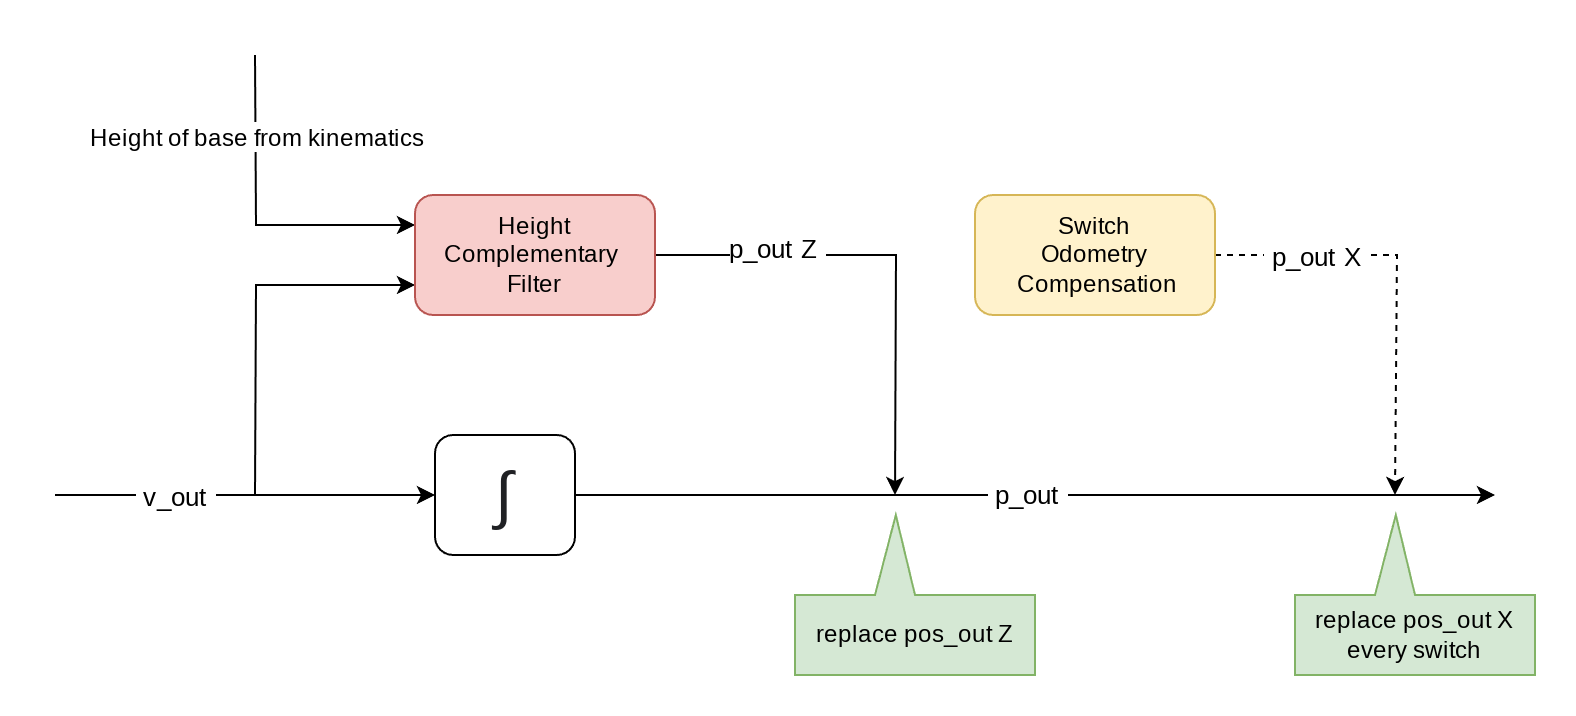 Height of base from kinematics
Height
Complementary
Filter
p_out Z
Switch
Odometry
Compensation
p_out X
v_out
∫
p_out
replace pos_out Z
replace pos_out X
every switch